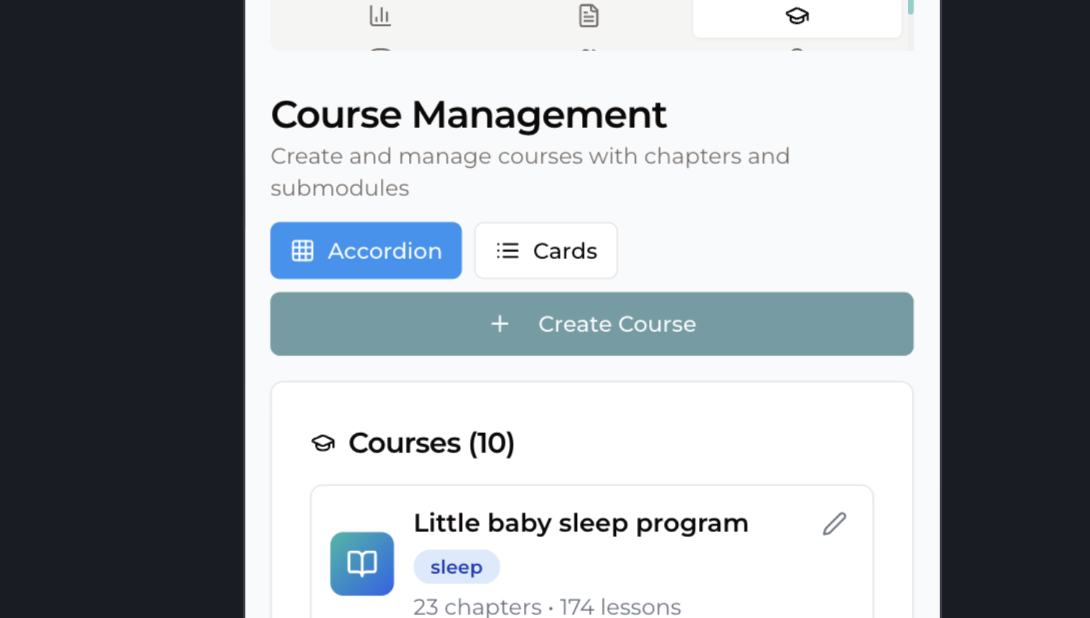 Course Management
Create and manage courses with chapters and
submodules
Accordion
Cards
Create Course
Courses (10)
Little baby sleep program
sleep
23 chapters • 174 lessons